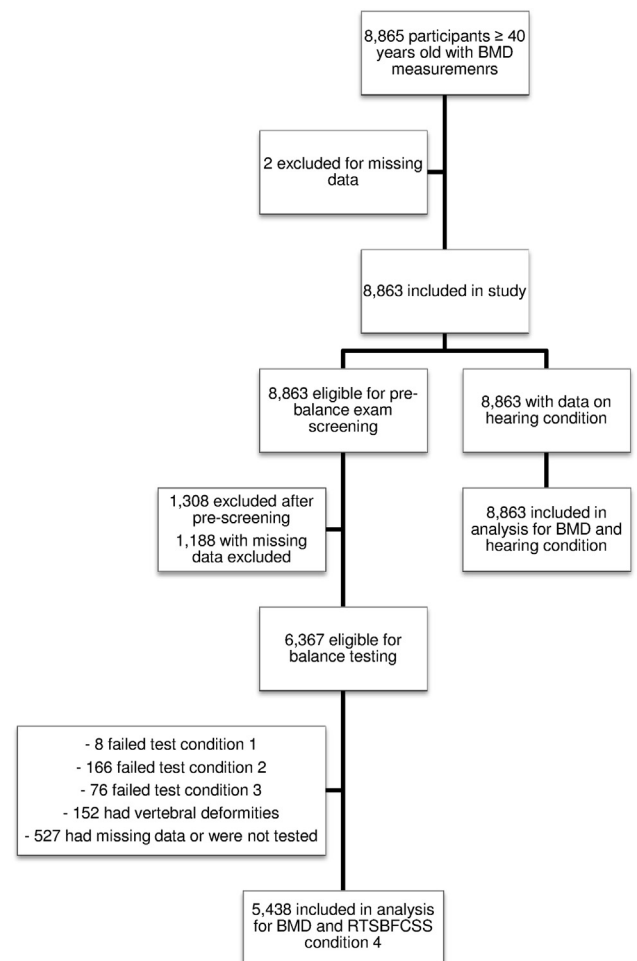 8,865 participants ≥ 40
years old with BMD
measuremenrs
2 excluded for missing
data
8,863 included in study
8,863 eligible for pre-
balance exam
screening
8,863 with data on
hearing condition
1,308 excluded after
pre-screening
1,188 with missing
data excluded
8,863 included in
analysis for BMD and
hearing condition
6,367 eligible for
balance testing
- 8 failed test condition 1
- 166 failed test condition 2
- 76 failed test condition 3
- 152 had vertebral deformities
- 527 had missing data or were not tested
5,438 included in analysis
for BMD and RTSBFCSS
condition 4